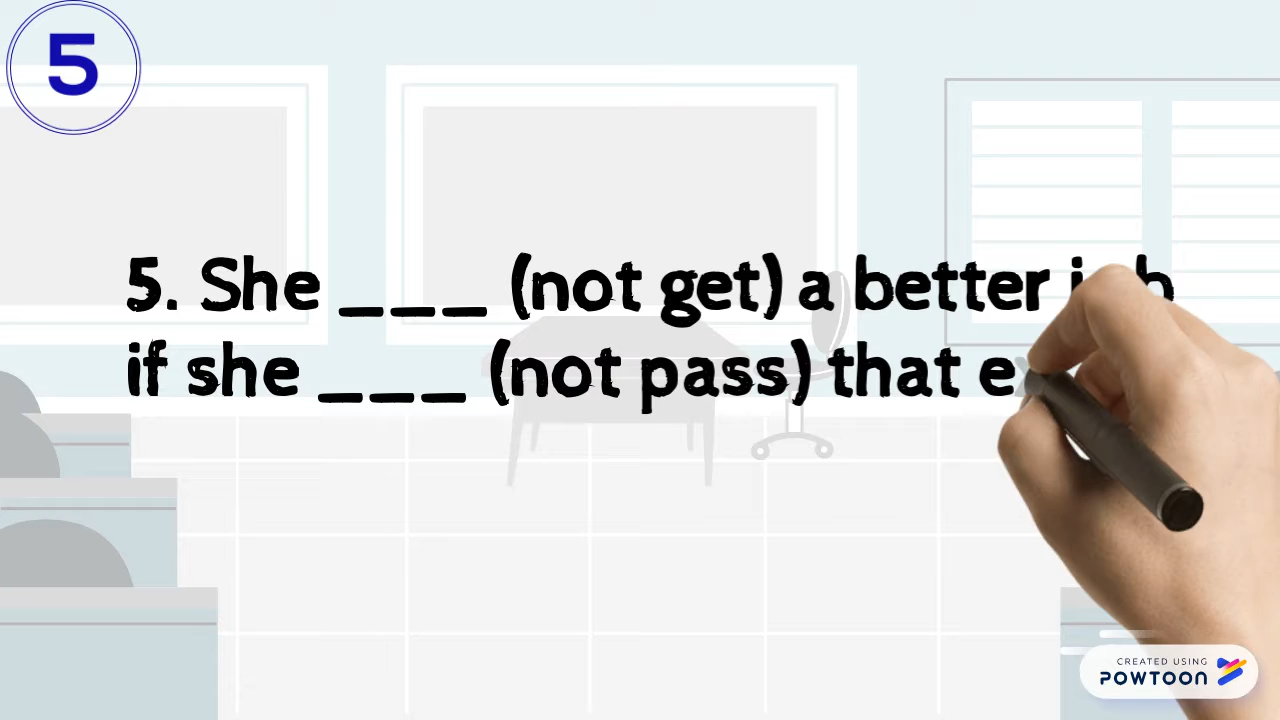 5
5. She ___ (not get) a better
if she ___ (not pass) that
CREATED USING
POWTOON